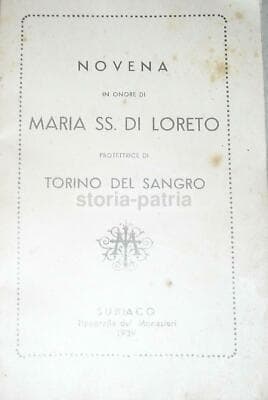 NOVENA
IN ONORE DI
MARIA SS. DI LORETO
PROTETTRICE DI
TORINO DEL SANGRO
storia-patria
SUBIACO
Tipografia dei Monasteri